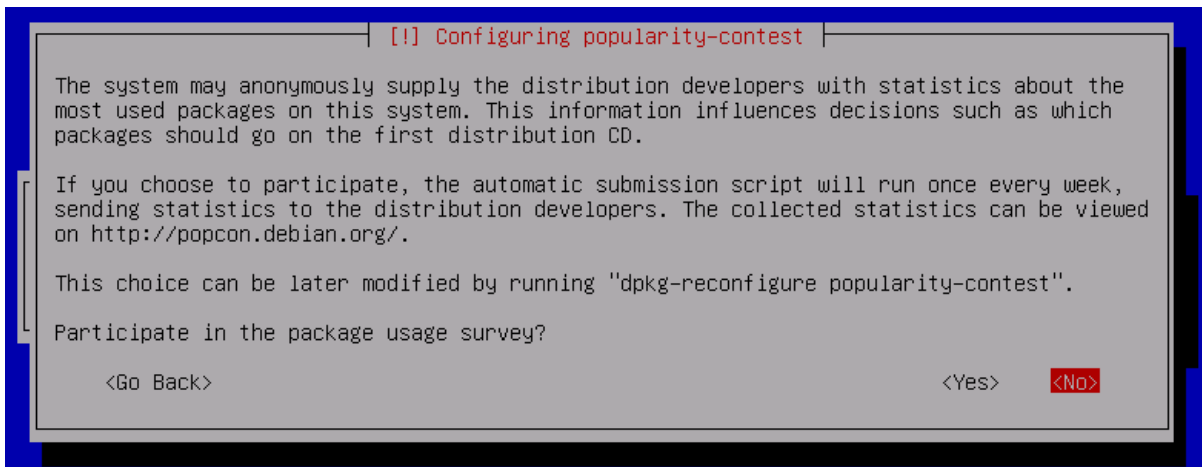 [!] Configuring popularity-contest
The system may anonymously supply the distribution developers with statistics about the
most used packages on this system. This information influences decisions such as which
packages should go on the first distribution CD.
If you choose to participate, the automatic submission script will run once every week,
sending statistics to the distribution developers. The collected statistics can be viewed
on http://popcon.debian.org/.
This choice can be later modified by running "dpkg-reconfigure popularity-contest".
Participate in the package usage survey?
<Go Back> <Yes> <No>